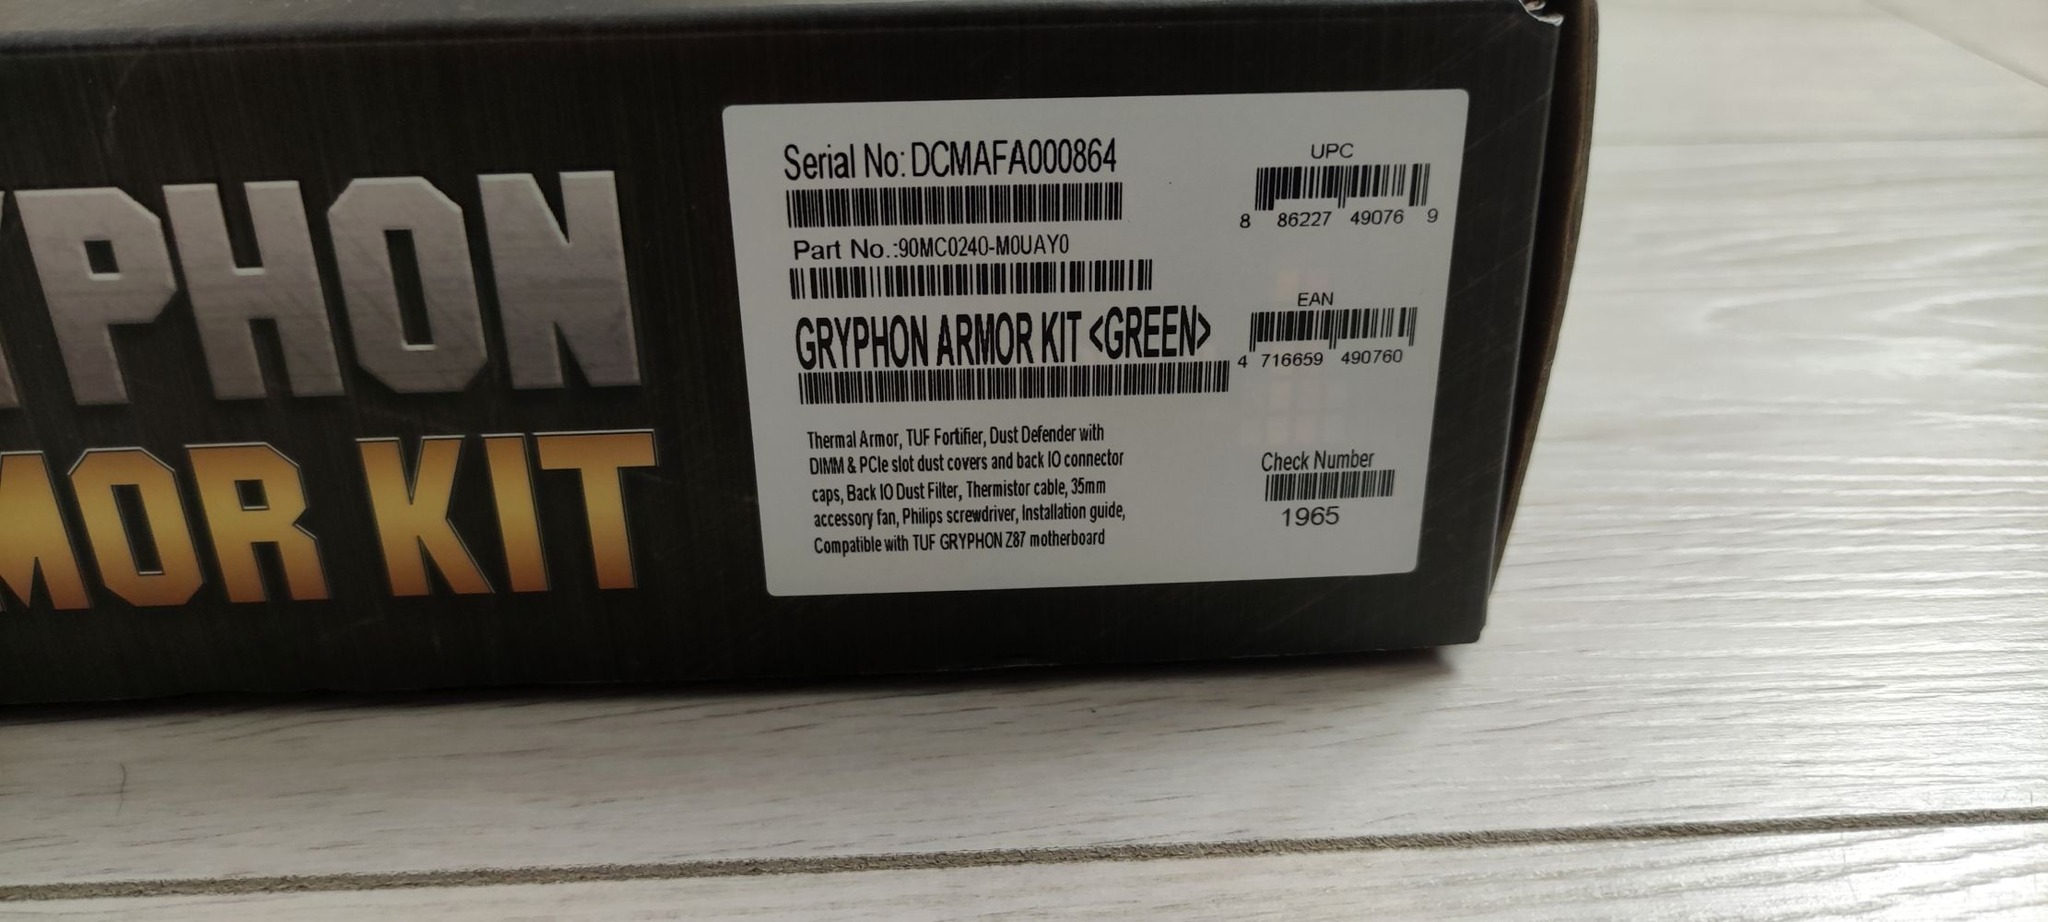 YPHON
MOR KIT
Serial No: DCMAFA000864
Part No.:90MC0240-M0UAY0
GRYPHON ARMOR KIT <GREEN>
Thermal Armor, TUF Fortifier, Dust Defender with
DIMM & PCIe slot dust covers and back IO connector
caps, Back IO Dust Filter, Thermistor cable, 35mm
accessory fan, Philips screwdriver, Installation guide,
Compatible with TUF GRYPHON Z87 motherboard
UPC
8 86227 49076 9
EAN
4 716659 490760
Check Number
1965